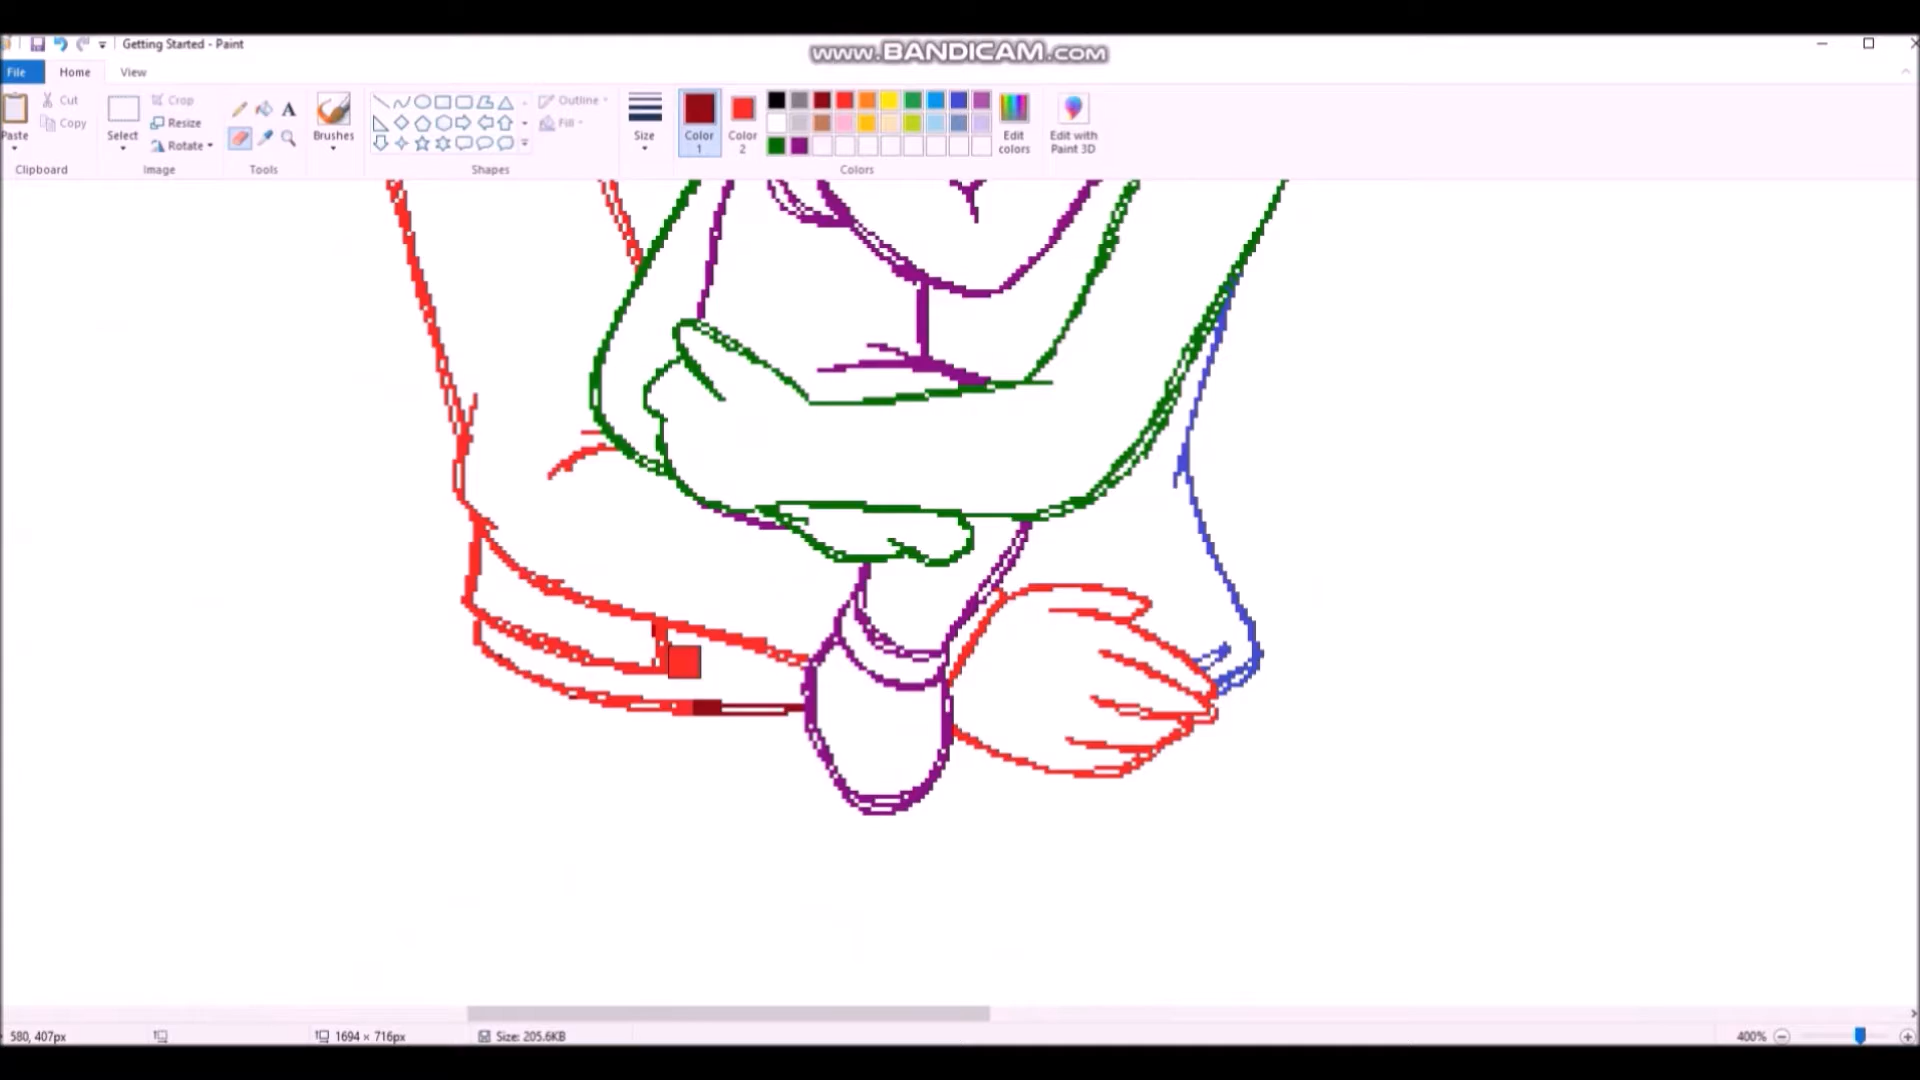 Getting Started - Paint
www.BANDICAM.com
File Home View
Cut
Copy
Paste
Clipboard
Select
Crop
Resize
Rotate
Image
A
Tools
Brushes
Shapes
Outline
Fill
Size
Color 1
Color 2
Edit colors
Colors
Edit with Paint 3D
580, 407px
1694 × 716px
Size: 205.6KB
400%